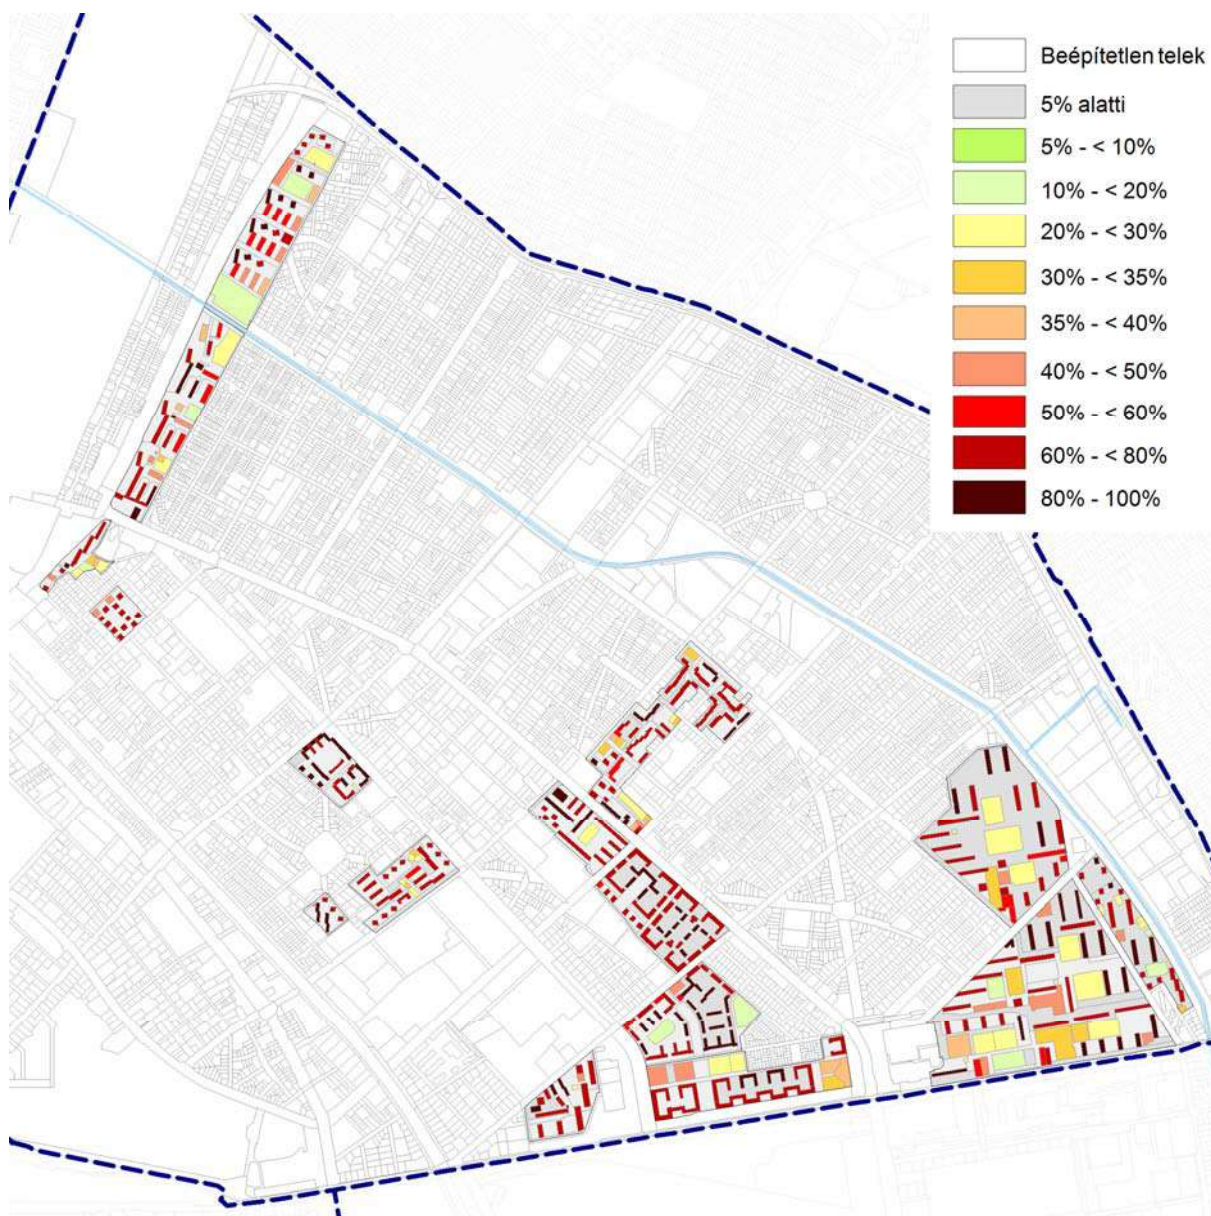 Beépítetlen telek
5% alatti
5% - < 10%
10% - < 20%
20% - < 30%
30% - < 35%
35% - < 40%
40% - < 50%
50% - < 60%
60% - < 80%
80% - 100%